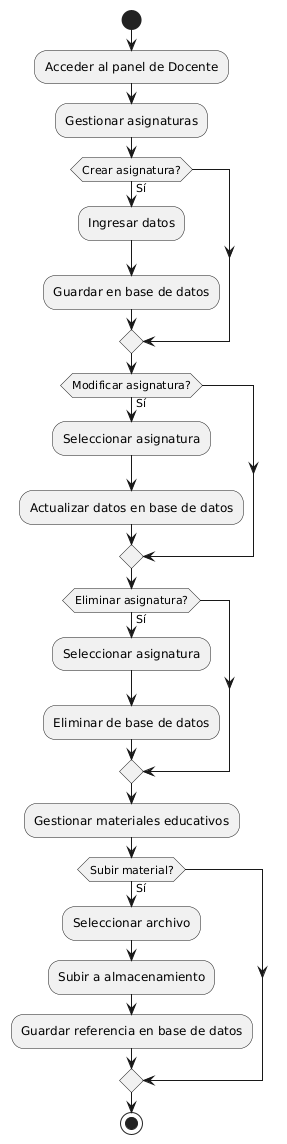 Acceder al panel de Docente
Gestionar asignaturas
Crear asignatura?
Sí
Ingresar datos
Guardar en base de datos
Modificar asignatura?
Sí
Seleccionar asignatura
Actualizar datos en base de datos
Eliminar asignatura?
Sí
Seleccionar asignatura
Eliminar de base de datos
Gestionar materiales educativos
Subir material?
Sí
Seleccionar archivo
Subir a almacenamiento
Guardar referencia en base de datos